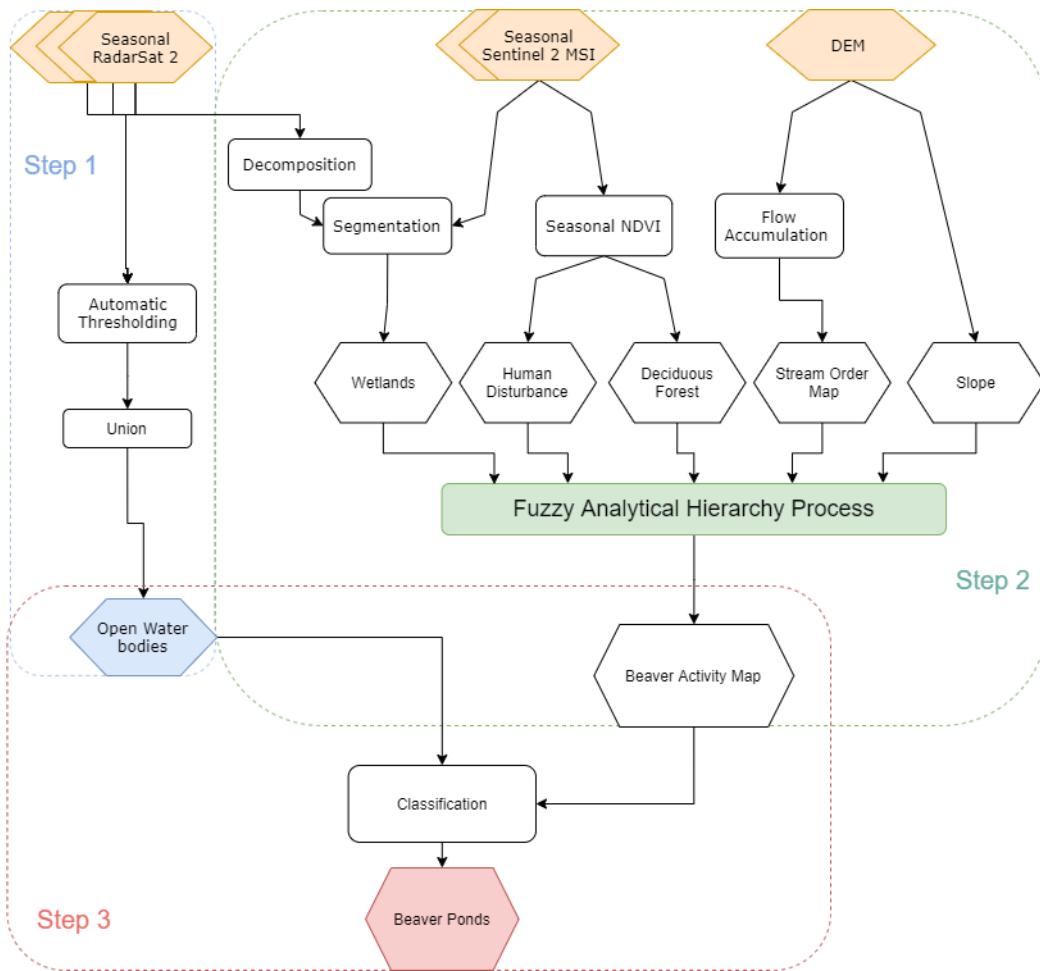 Seasonal
RadarSat 2
Seasonal
Sentinel 2 MSI
DEM
Step 1
Decomposition
Segmentation
Seasonal NDVI
Flow
Accumulation
Automatic
Thresholding
Wetlands
Human
Disturbance
Deciduous
Forest
Stream Order
Map
Slope
Union
Fuzzy Analytical Hierarchy Process
Step 2
Open Water
bodies
Beaver Activity Map
Classification
Step 3
Beaver Ponds